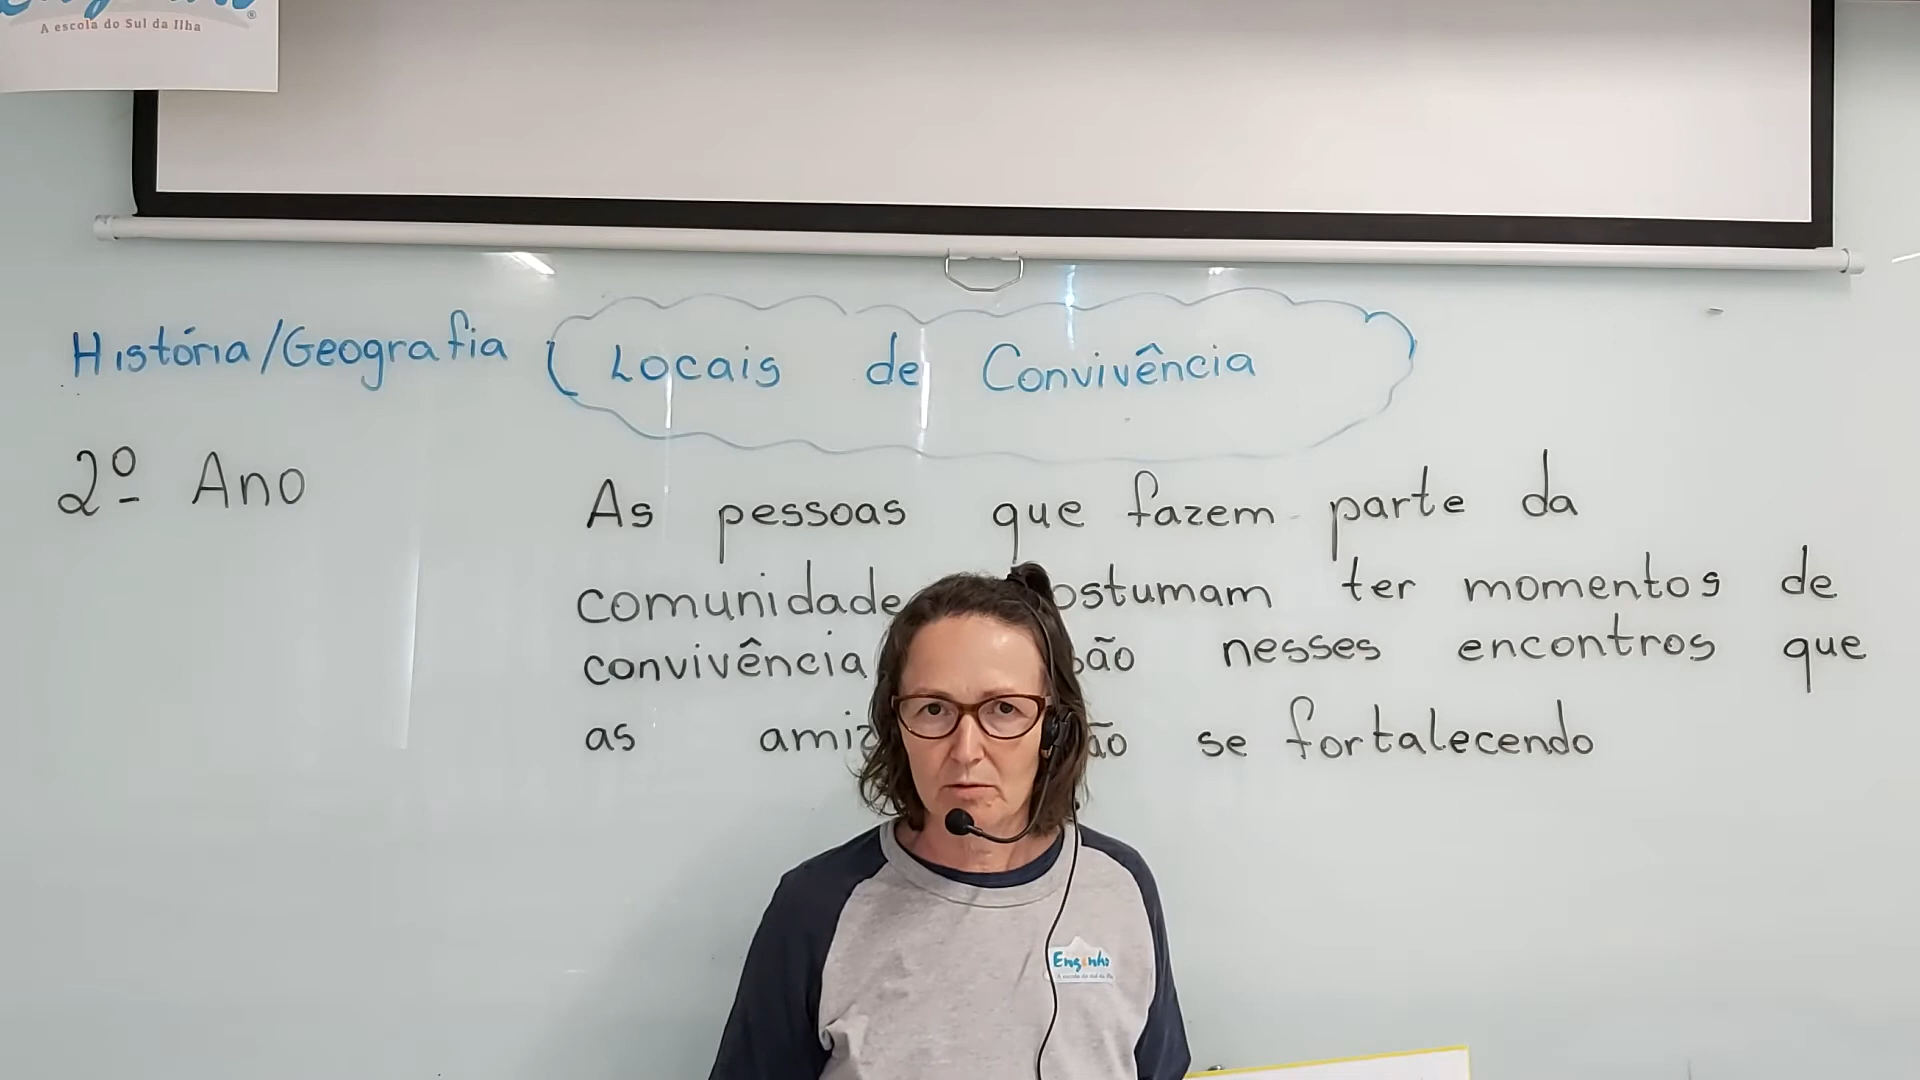 A escola do Sul da Ilha
História/Geografia
Locais de Convivência
2º Ano
As pessoas que fazem parte da
comunidade costumam ter momentos de
convivência são nesses encontros que
as se fortalecendo
Engenho